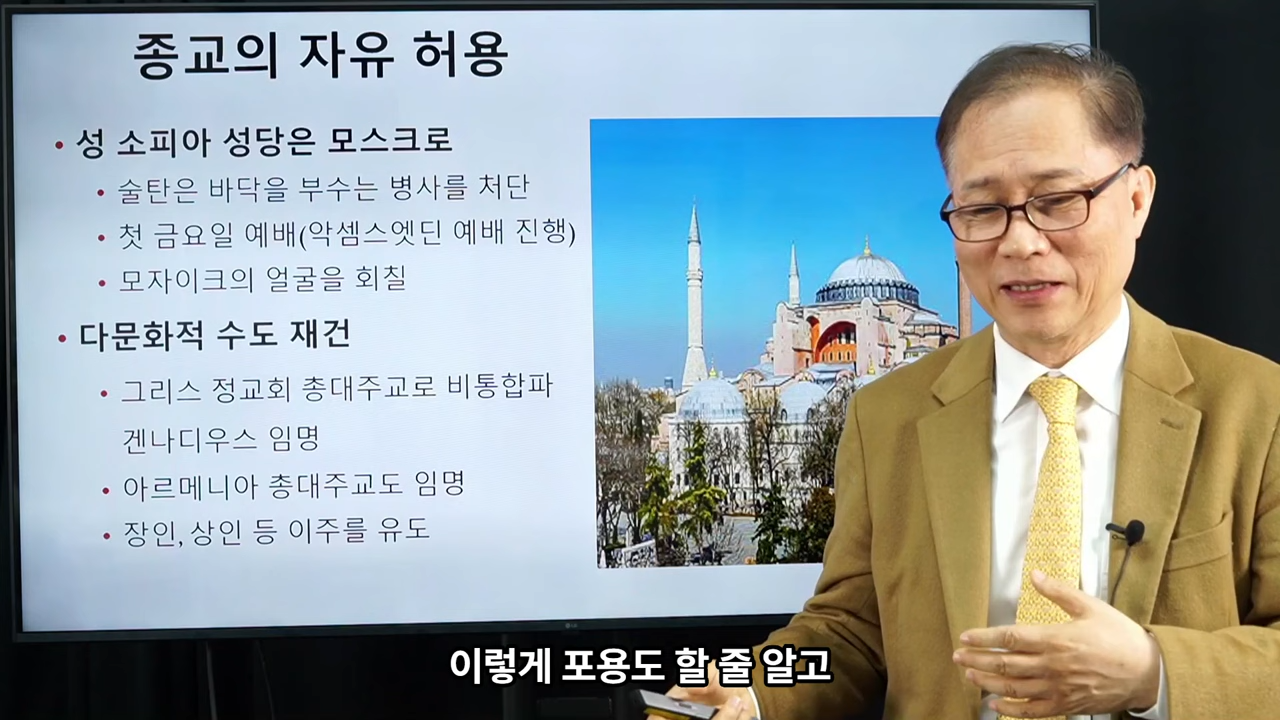 종교의 자유 허용
• 성 소피아 성당은 모스크로
• 술탄은 바닥을 부수는 병사를 처단
• 첫 금요일 예배(악셈스엣딘 예배 진행)
• 모자이크의 얼굴을 회칠
• 다문화적 수도 재건
• 그리스 정교회 총대주교로 비통합파
겐나디우스 임명
• 아르메니아 총대주교도 임명
• 장인, 상인 등 이주를 유도
LG
이렇게 포용도 할 줄 알고